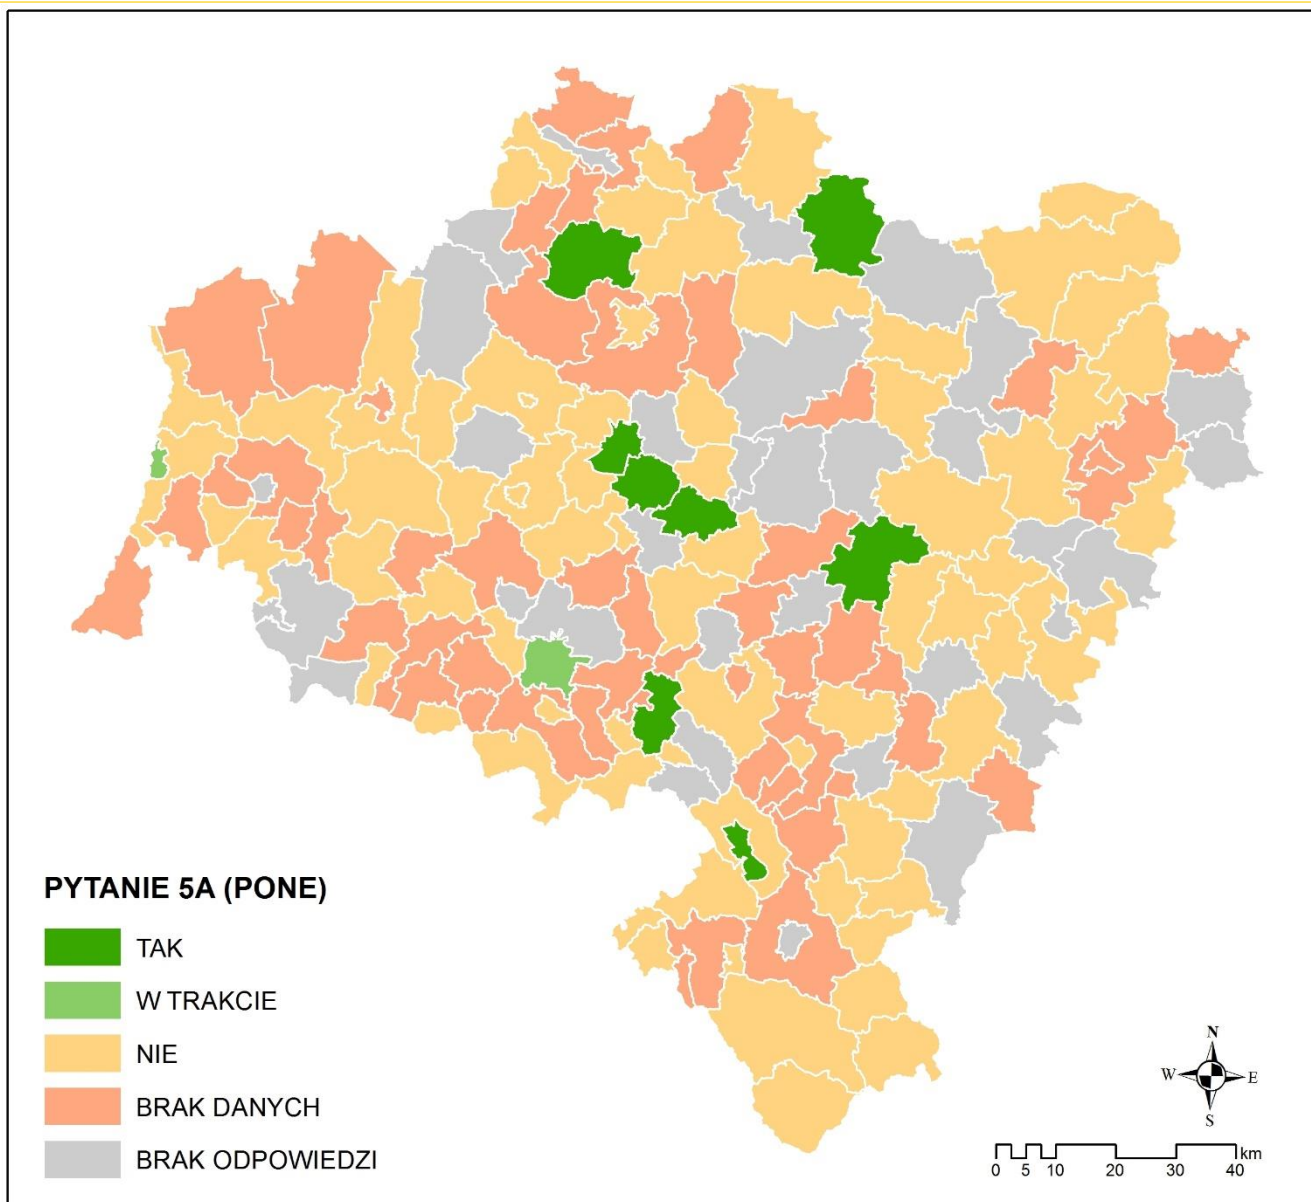 PYTANIE 5A (PONE)
TAK
W TRAKCIE
NIE
BRAK DANYCH
BRAK ODPOWIEDZI
N
W E
S
km
0 5 10 20 30 40